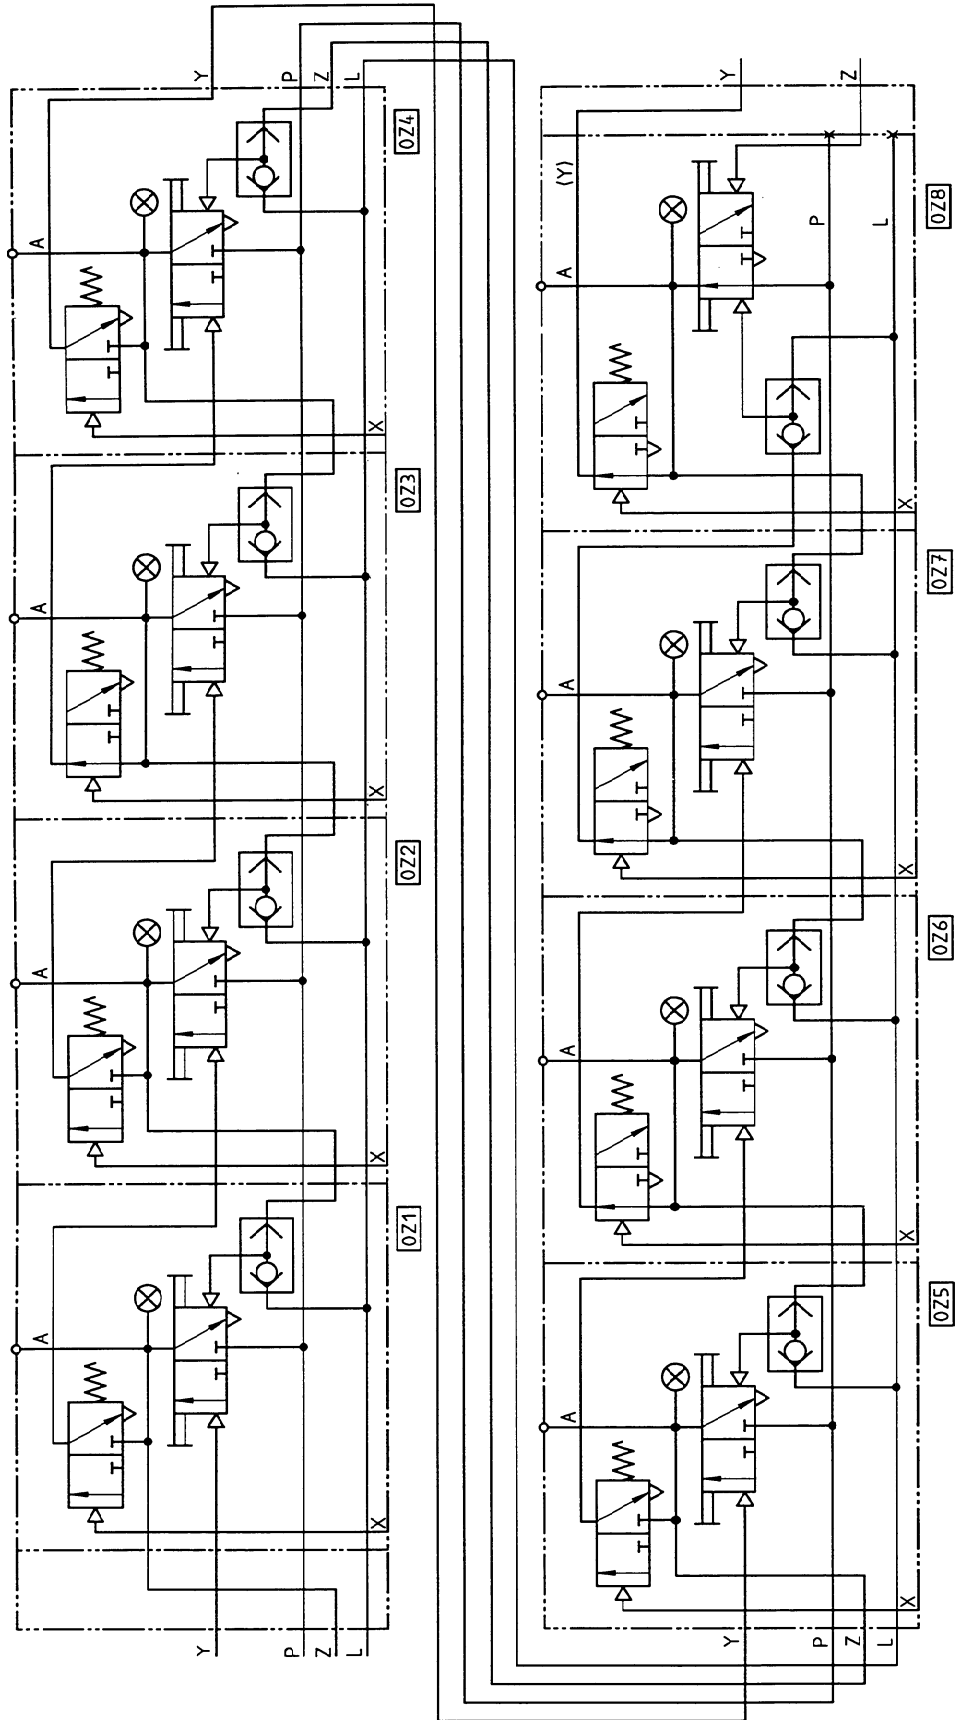 A A A A
Y Y
P P
Z Z
L L
X X X X
0Z1 0Z2 0Z3 0Z4
A A A A (Y)
Y Y
P P
Z Z
L L
X X X X
0Z5 0Z6 0Z7 0Z8